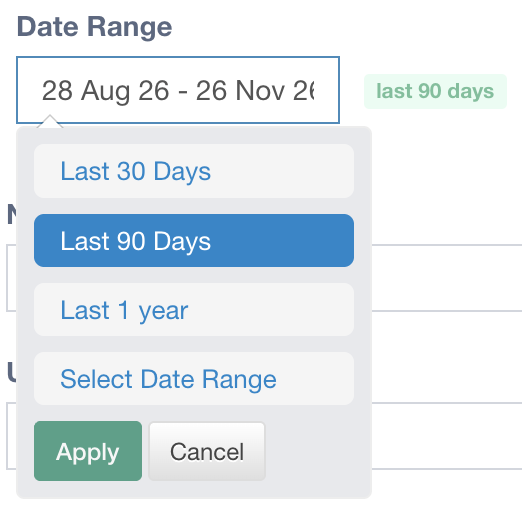 Date Range
28 Aug 26 - 26 Nov
last 90 days
Last 30 Days
Last 90 Days
Last 1 year
Select Date Range
Apply
Cancel